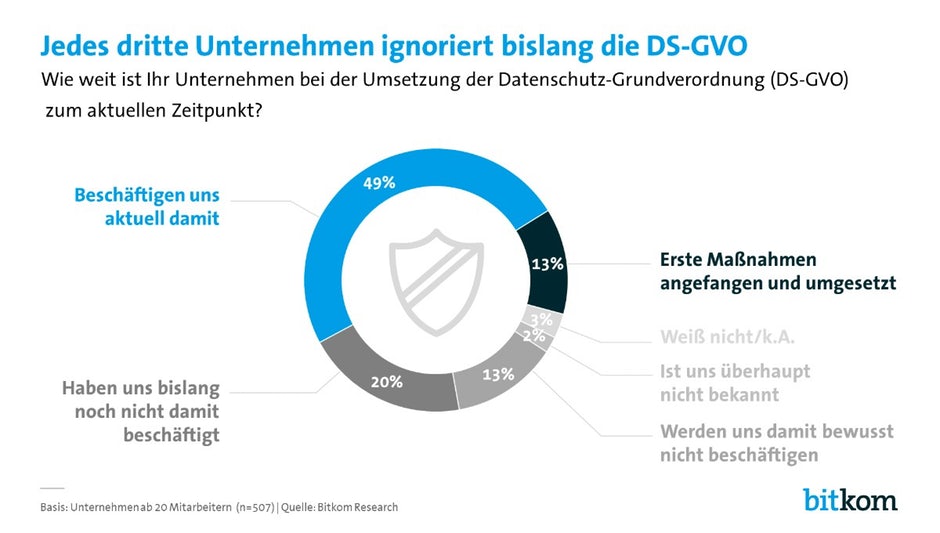 Jedes dritte Unternehmen ignoriert bislang die DS-GVO
Wie weit ist Ihr Unternehmen bei der Umsetzung der Datenschutz-Grundverordnung (DS-GVO)
zum aktuellen Zeitpunkt?
49%
Beschäftigen uns
aktuell damit
13%
Erste Maßnahmen
angefangen und umgesetzt
3%
Weiß nicht/k.A.
2%
Ist uns überhaupt
nicht bekannt
13%
Werden uns damit bewusst
nicht beschäftigen
20%
Haben uns bislang
noch nicht damit
beschäftigt
Basis: Unternehmen ab 20 Mitarbeitern (n=507) | Quelle: Bitkom Research
bitkom